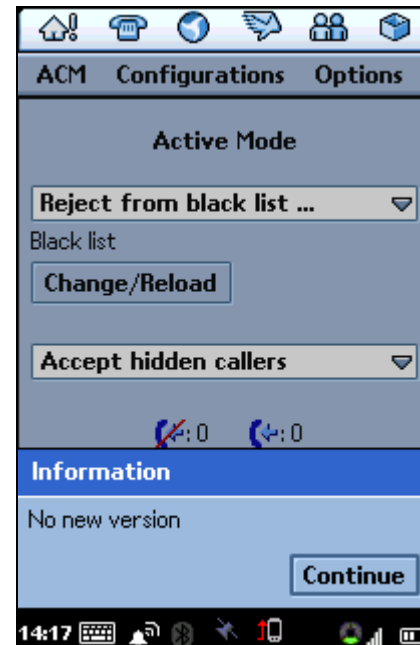 ACM Configurations Options
Active Mode
Reject from black list ...
Black list
Change/Reload
Accept hidden callers
:0 :0
Information
No new version
Continue
14:17